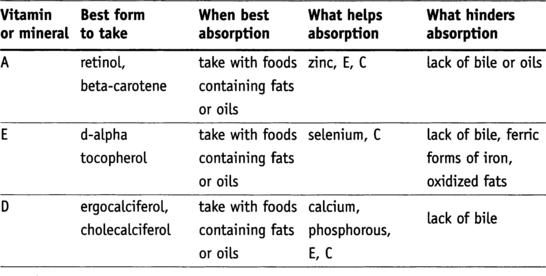 Vitamin Best form When best What helps What hinders
or mineral to take absorption absorption absorption
A retinol, take with foods zinc, E, C lack of bile or oils
beta-carotene containing fats
or oils
E d-alpha take with foods selenium, C lack of bile, ferric
tocopherol containing fats forms of iron,
or oils oxidized fats
D ergocalciferol, take with foods calcium,
cholecalciferol containing fats phosphorous, lack of bile
or oils E, C